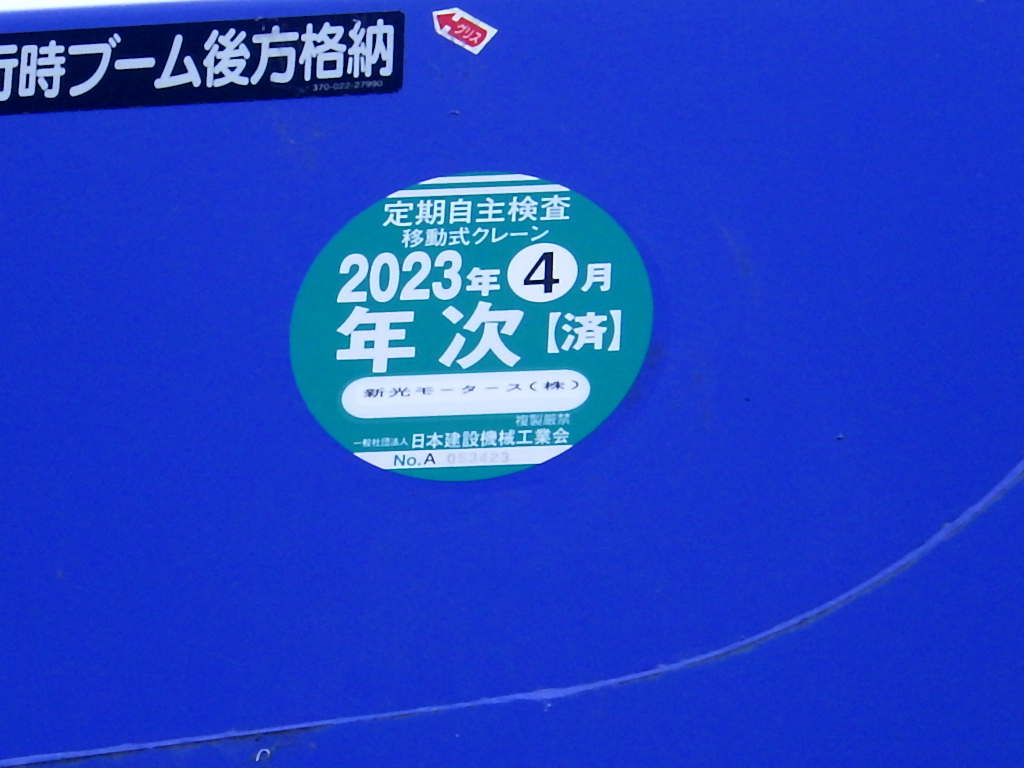 行時ブーム後方格納
370-022-27990
グリス
定期自主検査
移動式クレーン
2023年4月
年次【済】
新光モータース(株)
複製厳禁
一般社団法人日本建設機械工業会
No.A 053423